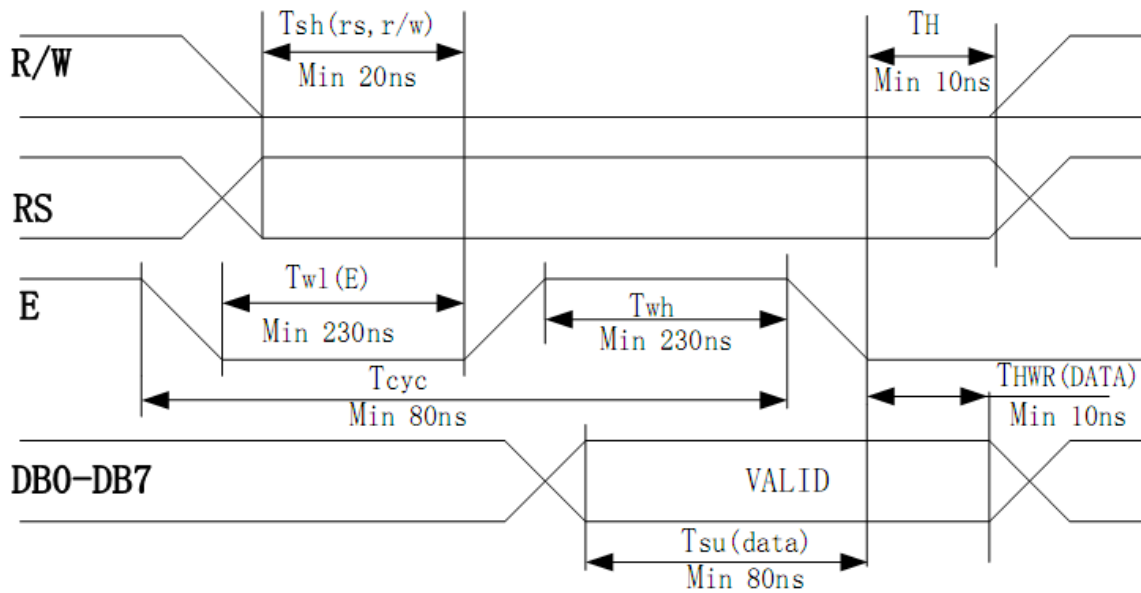 Tsh(rs,r/w)
TH
R/W
Min 20ns
Min 10ns
RS
E
Twl(E)
Twh
Min 230ns
Min 230ns
Tcyc
THWR(DATA)
Min 80ns
Min 10ns
DB0-DB7
VALID
Tsu(data)
Min 80ns